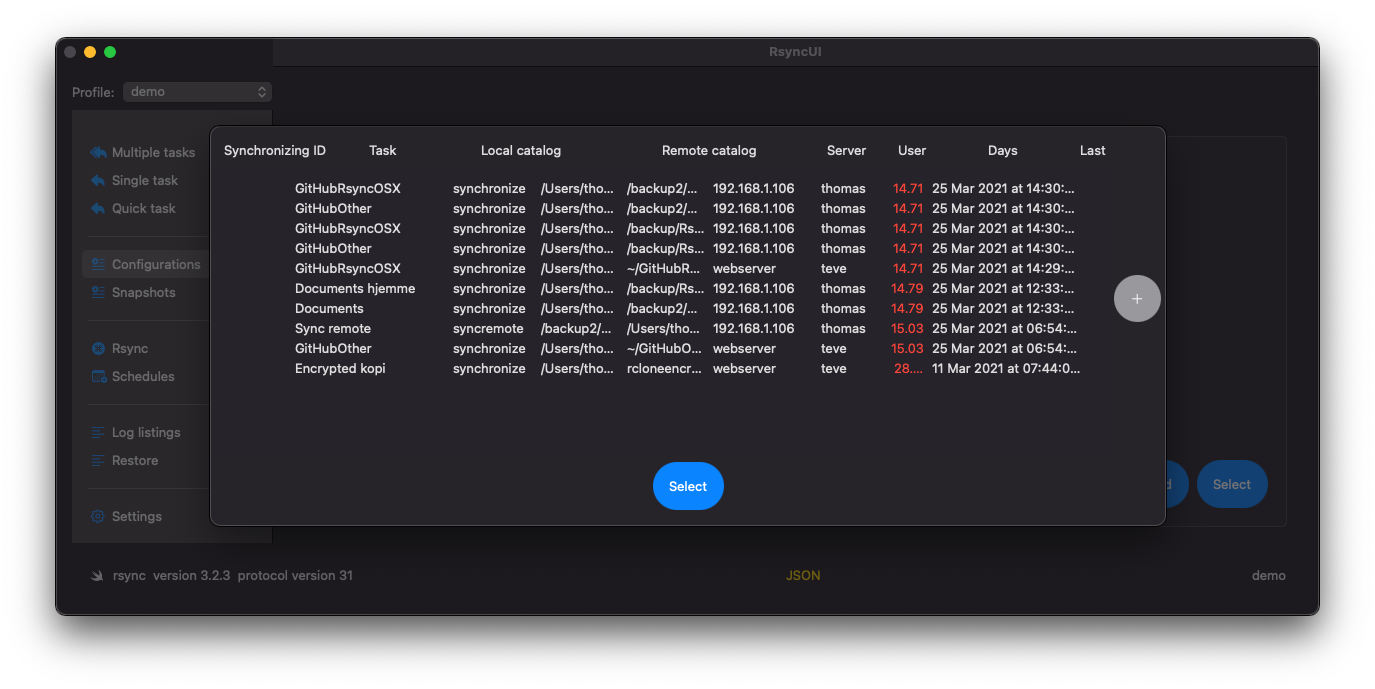 RsyncUI
Profile: demo
Multiple tasks
Single task
Quick task
Configurations
Snapshots
Rsync
Schedules
Log listings
Restore
Settings
Synchronizing ID Task Local catalog Remote catalog Server User Days Last
GitHubRsyncOSX synchronize /Users/tho... /backup2/... 192.168.1.106 thomas 14.71 25 Mar 2021 at 14:30:...
GitHubOther synchronize /Users/tho... /backup2/... 192.168.1.106 thomas 14.71 25 Mar 2021 at 14:30:...
GitHubRsyncOSX synchronize /Users/tho... /backup/Rs... 192.168.1.106 thomas 14.71 25 Mar 2021 at 14:30:...
GitHubOther synchronize /Users/tho... /backup/Rs... 192.168.1.106 thomas 14.71 25 Mar 2021 at 14:30:...
GitHubRsyncOSX synchronize /Users/tho... ~/GitHubR... webserver teve 14.71 25 Mar 2021 at 14:29:...
Documents hjemme synchronize /Users/tho... /backup/Rs... 192.168.1.106 thomas 14.79 25 Mar 2021 at 12:33:...
Documents synchronize /Users/tho... /backup2/... 192.168.1.106 thomas 14.79 25 Mar 2021 at 12:33:...
Sync remote syncremote /backup2/... /Users/tho... 192.168.1.106 thomas 15.03 25 Mar 2021 at 06:54:...
GitHubOther synchronize /Users/tho... ~/GitHubO... webserver teve 15.03 25 Mar 2021 at 06:54:...
Encrypted kopi synchronize /Users/tho... rcloneencr... webserver teve 28.... 11 Mar 2021 at 07:44:0...
+
Select
Select
rsync version 3.2.3 protocol version 31
JSON
demo